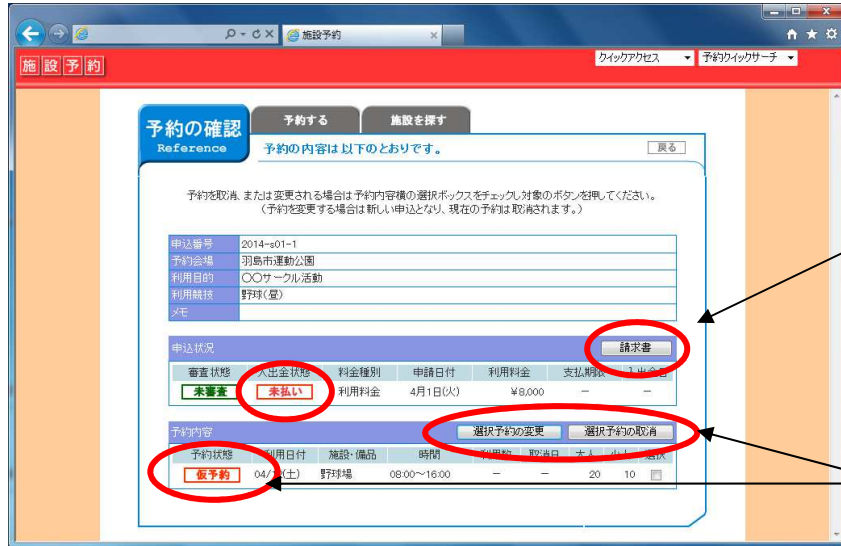 施設予約
施設予約
クイックアクセス
予約クイックサーチ
予約の確認
Reference
予約する
施設を探す
予約の内容は以下のとおりです。
戻る
予約を取消、または変更される場合は予約内容横の選択ボックスをチェックし対象のボタンを押してください。
(予約を変更する場合は新しい申込となり、現在の予約は取消されます。)
申込番号 2014-s01-1
予約会場 羽島市運動公園
利用目的 〇〇サークル活動
利用競技 野球(昼)
メモ
申込状況 請求書
審査状態 入出金状態 料金種別 申請日付 利用料金 支払期限
未審査 未払い 利用料金 4月1日(火) ¥8,000 − −
予約内容 選択予約の変更 選択予約の取消
予約状態 利用日付 施設・備品 時間 利用数 取消日 大人 選択
仮予約 (土) 野球場 08:00〜16:00 − − 20 10